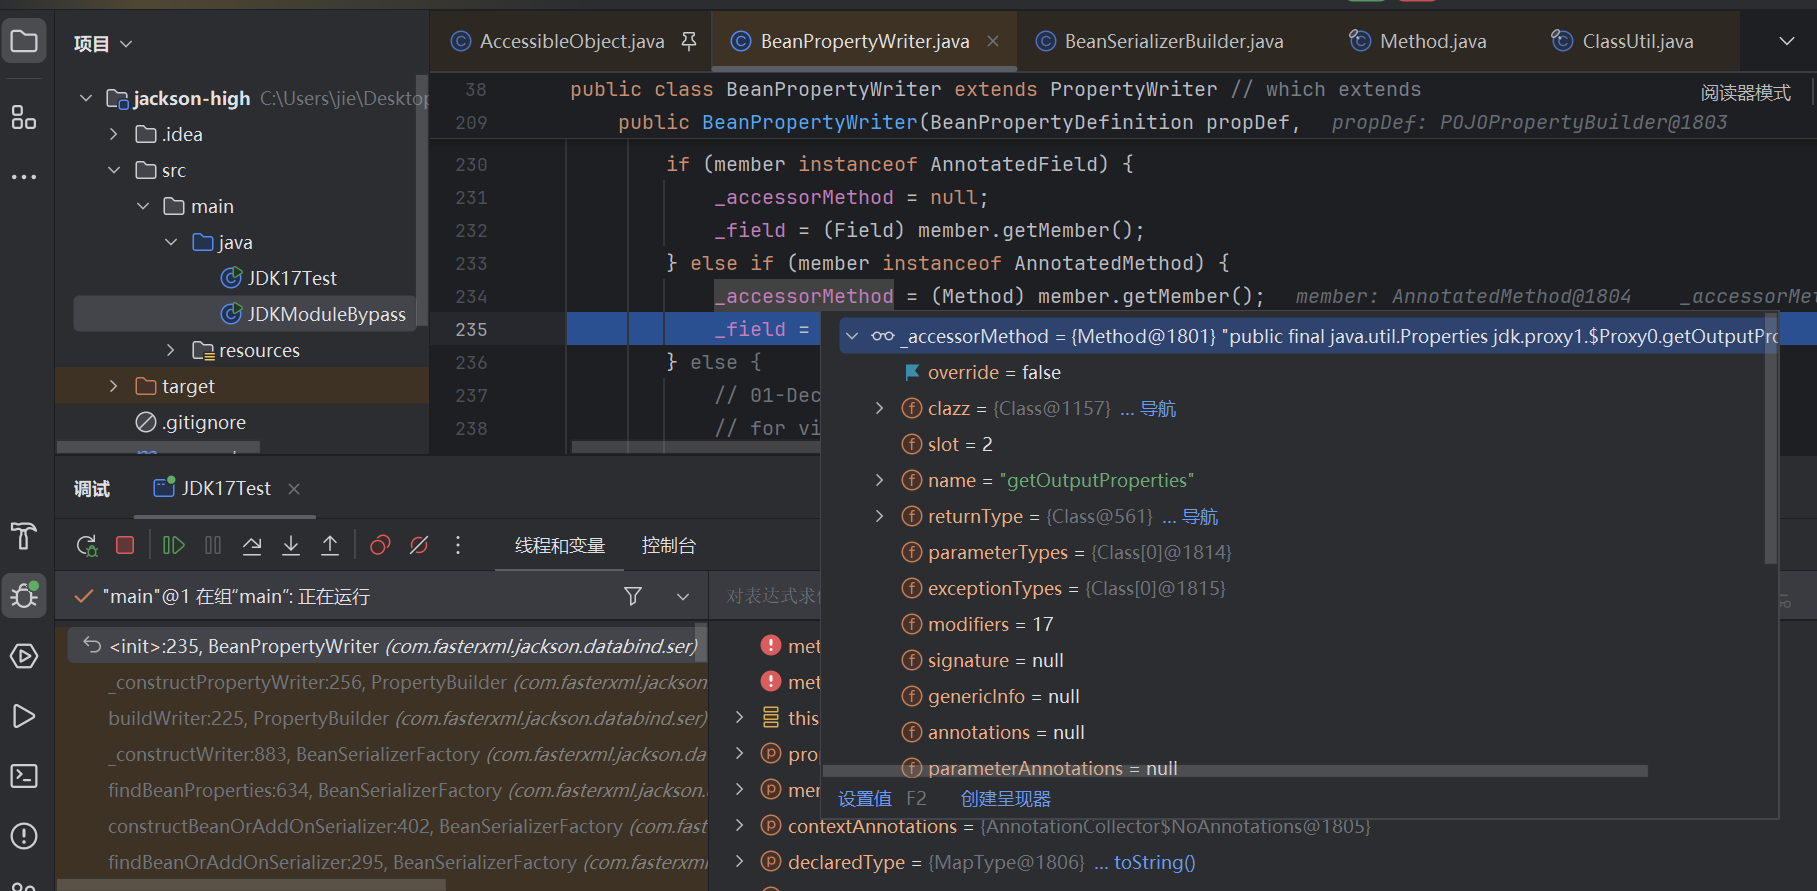 项目
jackson-high C:\Users\jie\Desktop
.idea
src
main
java
JDK17Test
JDKModuleBypass
resources
target
.gitignore
AccessibleObject.java
BeanPropertyWriter.java
BeanSerializerBuilder.java
Method.java
ClassUtil.java
阅读器模式
38 public class BeanPropertyWriter extends PropertyWriter // which extends
209 public BeanPropertyWriter(BeanPropertyDefinition propDef, propDef: POJOPropertyBuilder@1803
230 if (member instanceof AnnotatedField) {
231 _accessorMethod = null;
232 _field = (Field) member.getMember();
233 } else if (member instanceof AnnotatedMethod) {
234 _accessorMethod = (Method) member.getMember(); member: AnnotatedMethod@1804 _accessorMet
235 _field =
236 } else {
237 // 01-Dec
238 // for vi
_accessorMethod = {Method@1801} "public final java.util.Properties jdk.proxy1.$Proxy0.getOutputPro
override = false
clazz = {Class@1157} ... 导航
slot = 2
name = "getOutputProperties"
returnType = {Class@561} ... 导航
parameterTypes = {Class[0]@1814}
exceptionTypes = {Class[0]@1815}
modifiers = 17
signature = null
genericInfo = null
annotations = null
parameterAnnotations = null
设置值 F2 创建呈现器
调试
JDK17Test
线程和变量 控制台
"main"@1 在组“main”: 正在运行
<init>:235, BeanPropertyWriter (com.fasterxml.jackson.databind.ser)
_constructPropertyWriter:256, PropertyBuilder (com.fasterxml.jackson.
buildWriter:225, PropertyBuilder (com.fasterxml.jackson.databind.ser)
_constructWriter:883, BeanSerializerFactory (com.fasterxml.jackson.da
findBeanProperties:634, BeanSerializerFactory (com.fasterxml.jackson.
constructBeanOrAddOnSerializer:402, BeanSerializerFactory (com.fast
findBeanOrAddOnSerializer:295, BeanSerializerFactory (com.fasterxml
对表达式求
met
met
this
pro
mer
contextAnnotations = {AnnotationCollector$NoAnnotations@1805}
declaredType = {MapType@1806} ... toString()